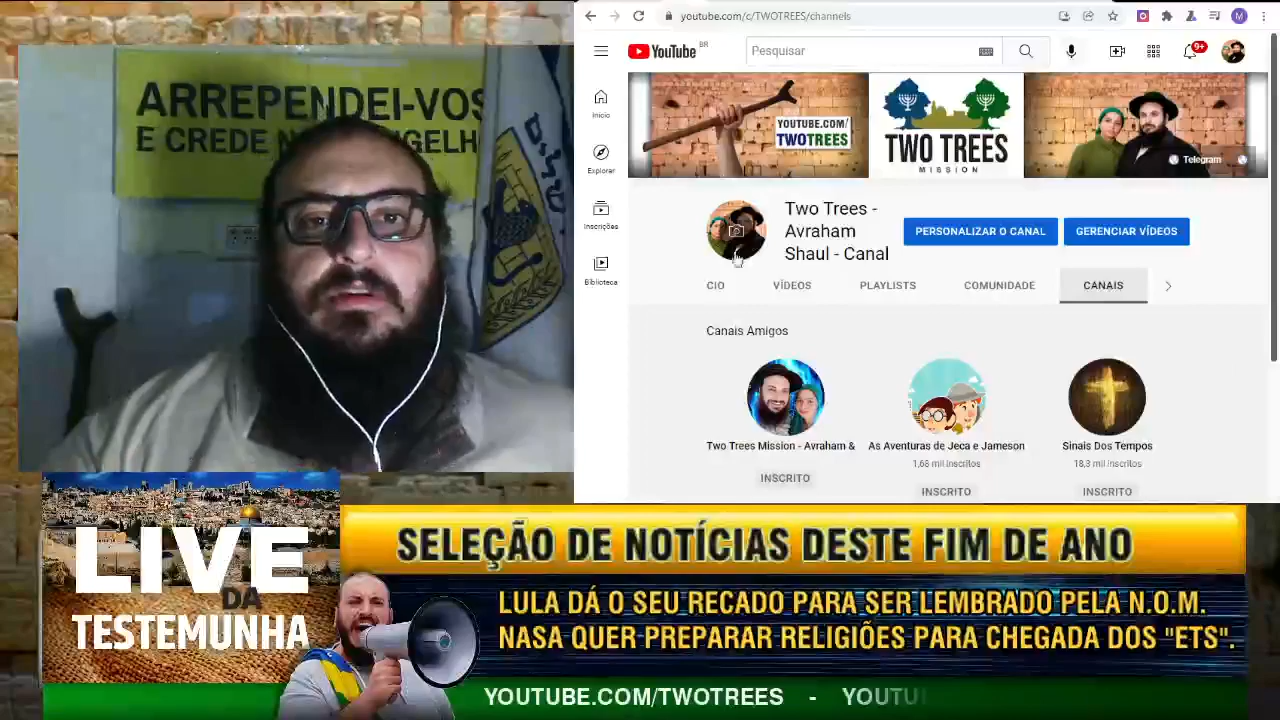 ARREPENDEI-VOS
E CREDE
שלום
youtube.com/c/TWOTREES/channels
YouTube BR
Pesquisar
9+
M
Início
Explorar
Inscrições
Biblioteca
YOUTUBE.COM/
TWOTREES
TWO TREES
MISSION
Telegram
Two Trees -
Avraham
Shaul - Canal
PERSONALIZAR O CANAL
GERENCIAR VÍDEOS
CIO
VÍDEOS
PLAYLISTS
COMUNIDADE
CANAIS
Canais Amigos
Two Trees Mission - Avraham &
INSCRITO
As Aventuras de Jeca e Jameson
1,68 mil inscritos
INSCRITO
Sinais Dos Tempos
18,3 mil inscritos
INSCRITO
LIVE
DA
TESTEMUNHA
SELEÇÃO DE NOTÍCIAS DESTE FIM DE ANO
LULA DÁ O SEU RECADO PARA SER LEMBRADO PELA N.O.M.
NASA QUER PREPARAR RELIGIÕES PARA CHEGADA DOS "ETS".
YOUTUBE.COM/TWOTREES - YOUTU